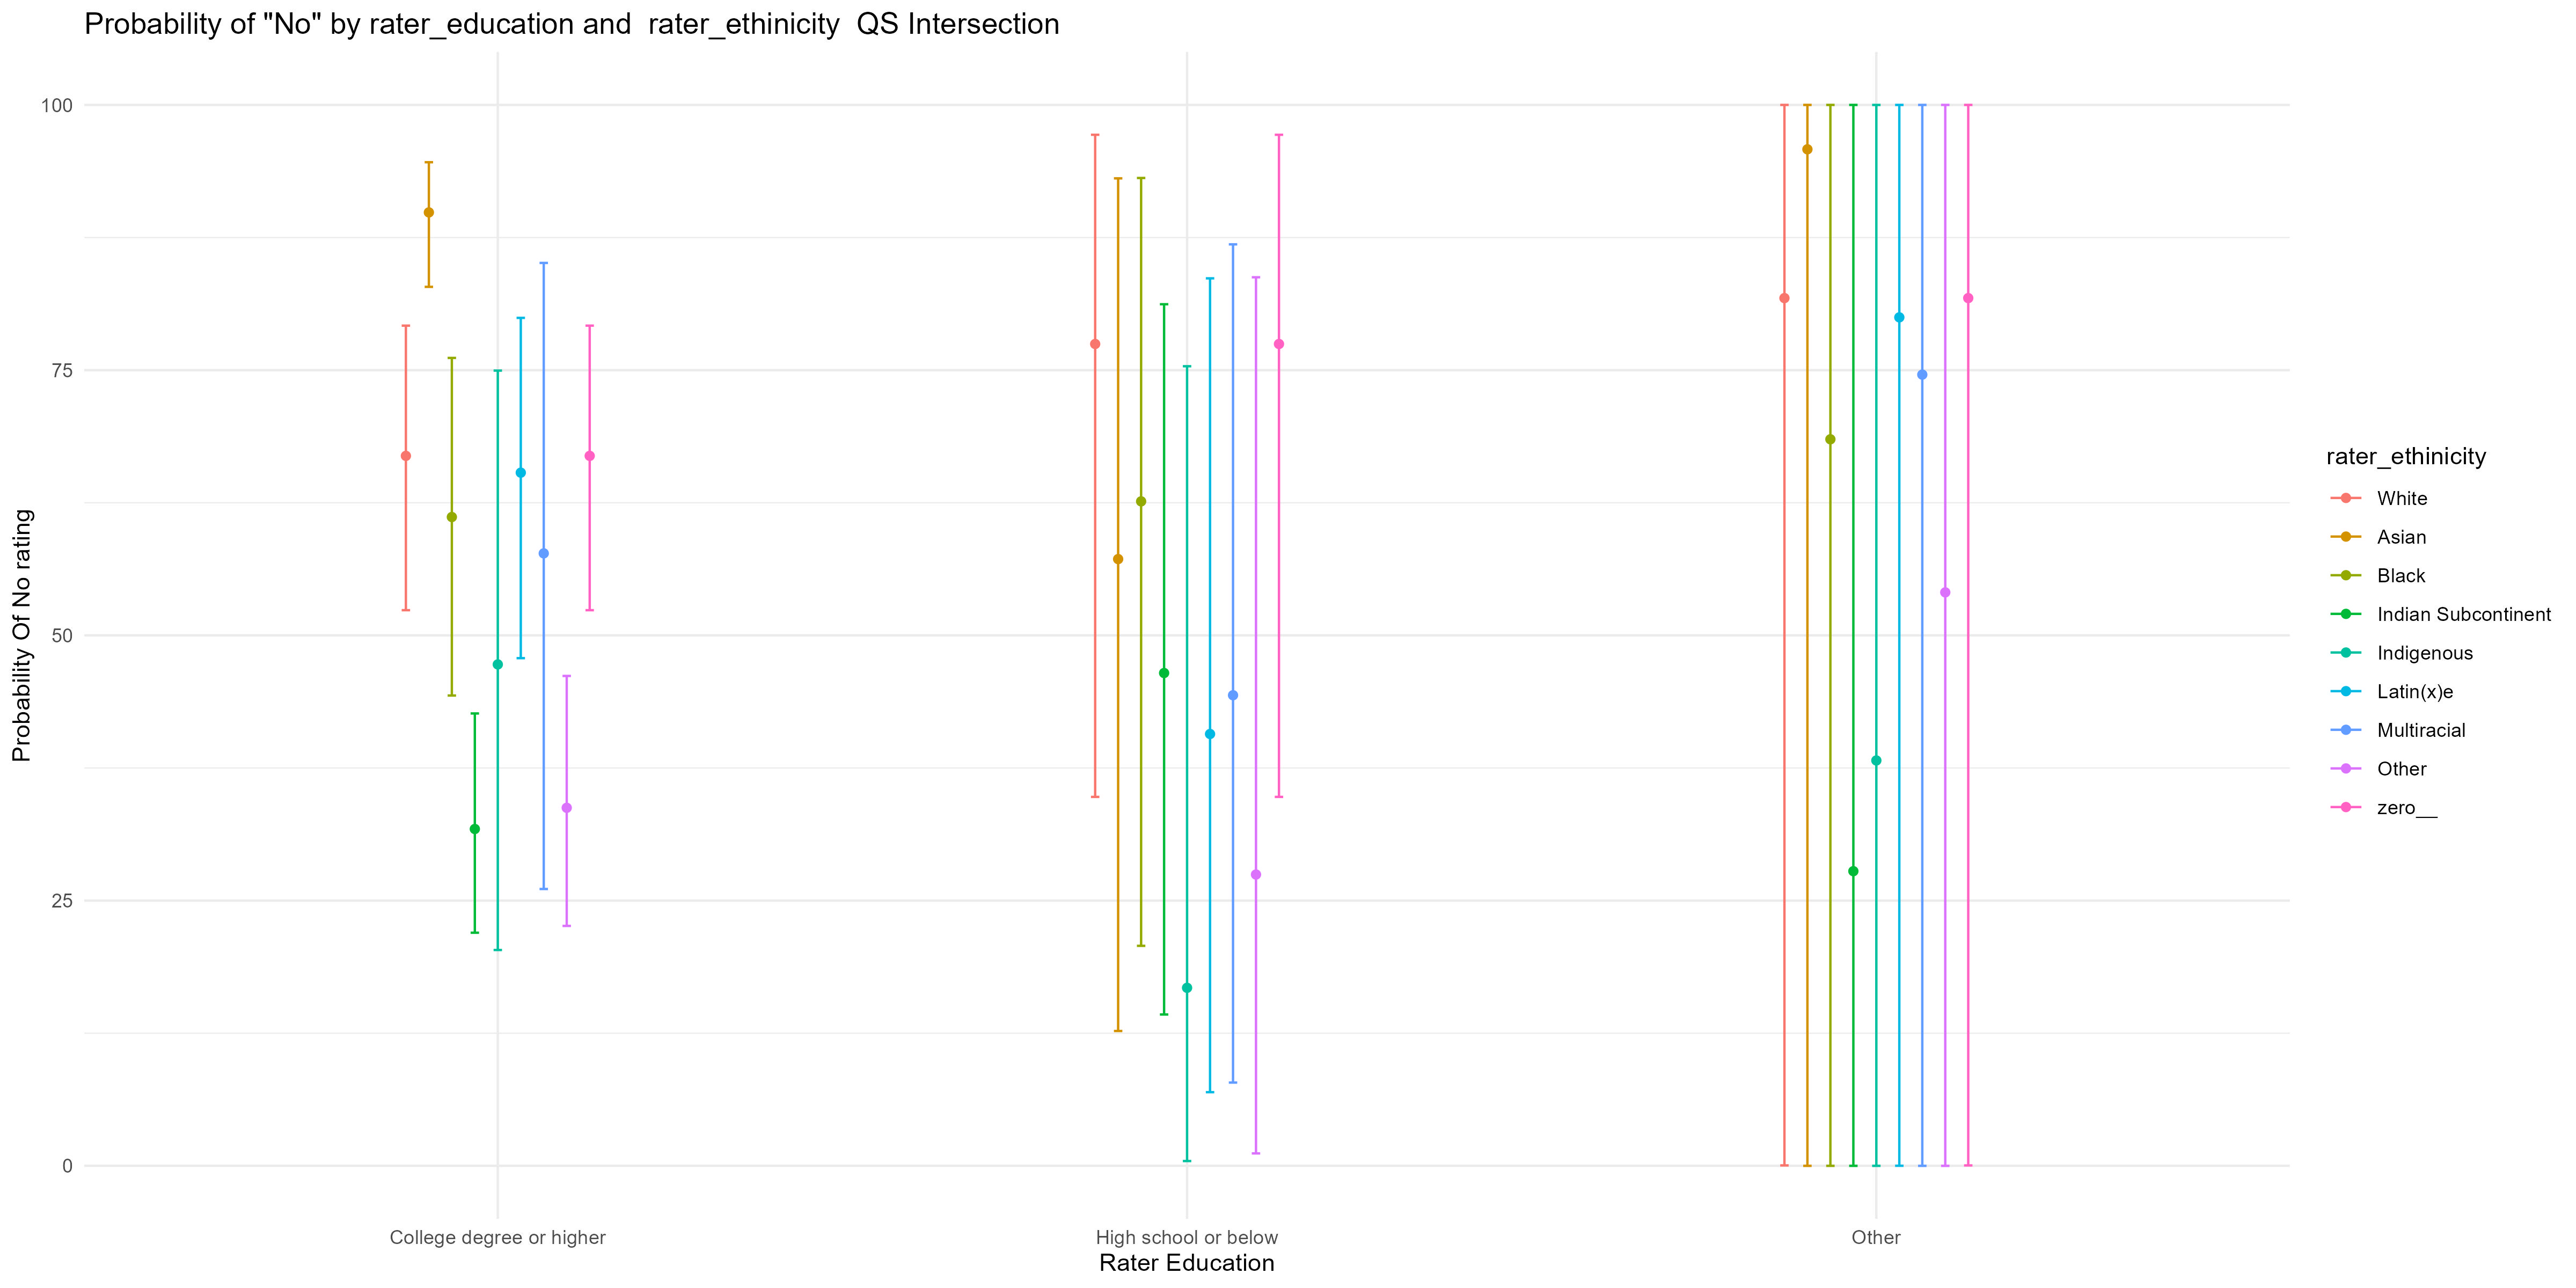 Probability of "No" by rater_education and  rater_ethinicity  QS Intersection
Probability Of No rating
100
75
50
25
0
College degree or higher
High school or below
Other
Rater Education
rater_ethinicity
White
Asian
Black
Indian Subcontinent
Indigenous
Latin(x)e
Multiracial
Other
zero__